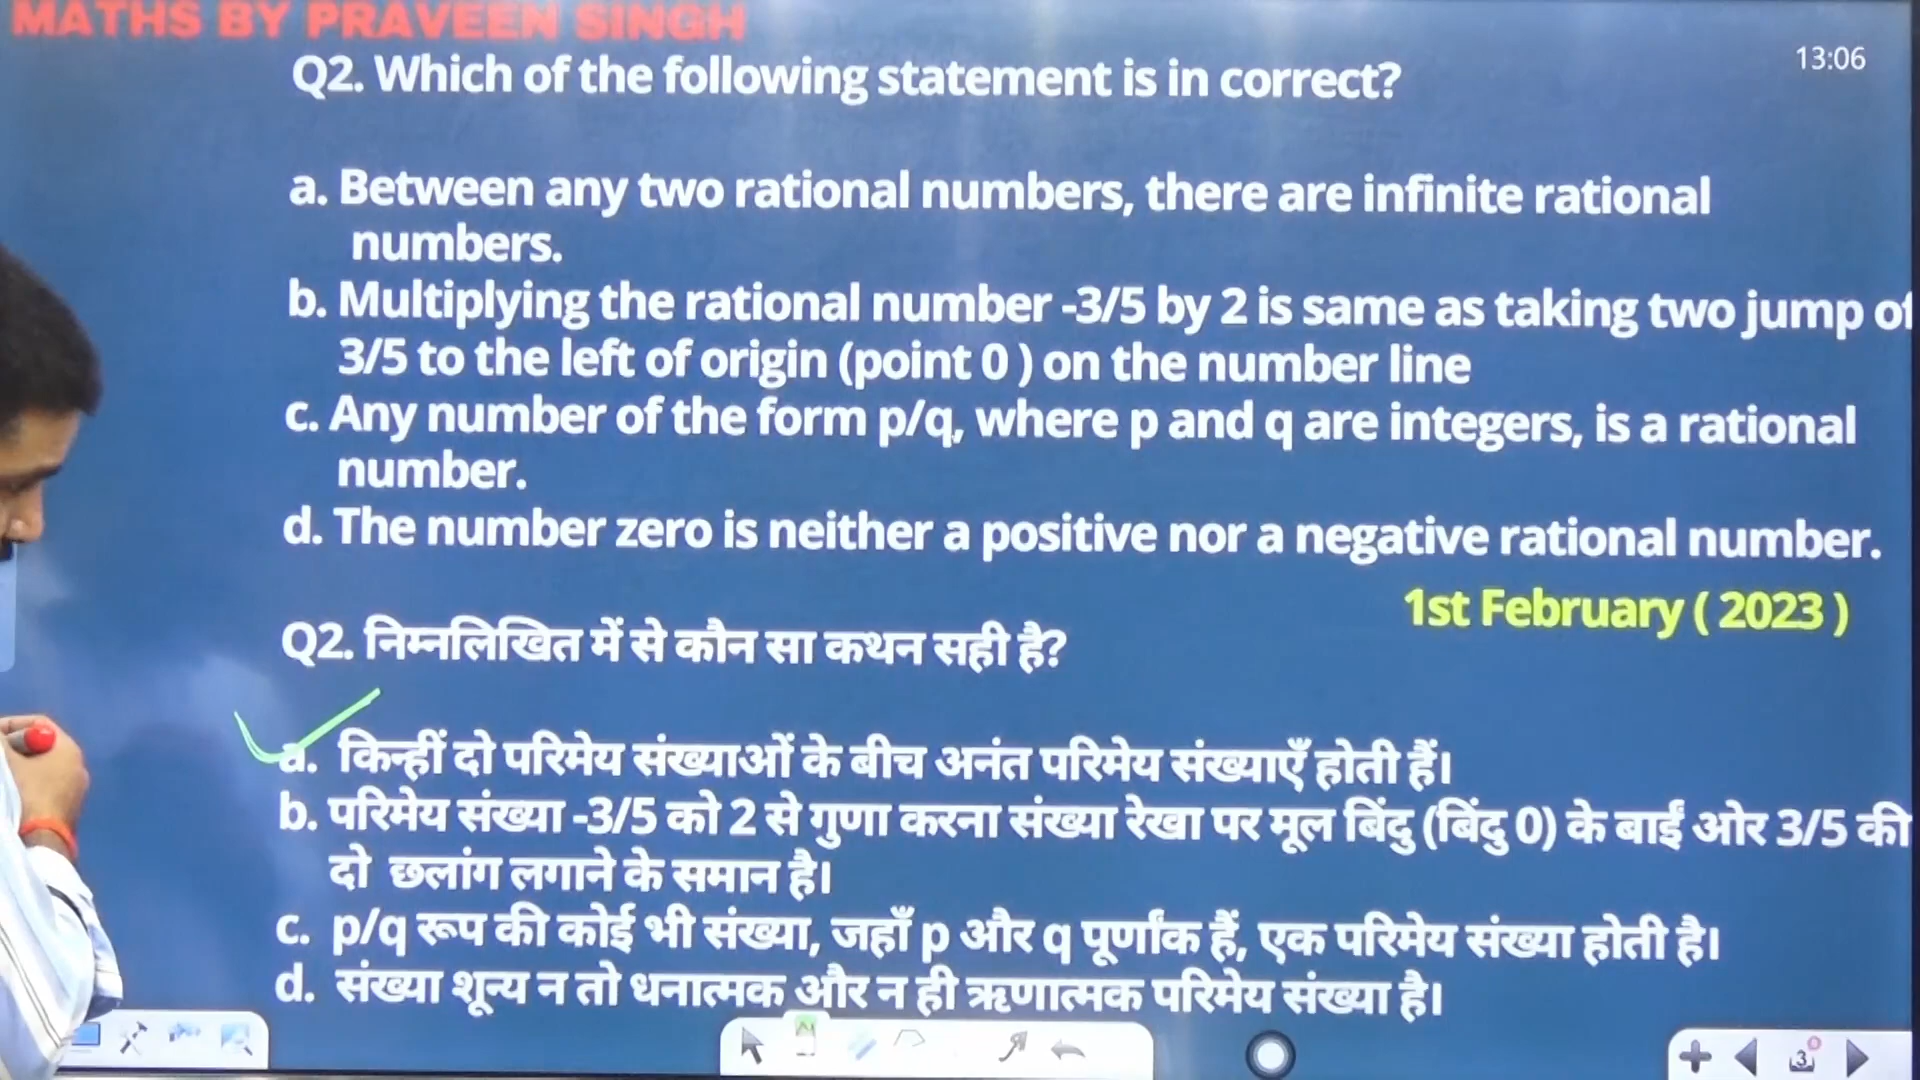 MATHS BY PRAVEEN SINGH
13:06
Q2. Which of the following statement is in correct?
a. Between any two rational numbers, there are infinite rational
numbers.
b. Multiplying the rational number -3/5 by 2 is same as taking two jump of
3/5 to the left of origin (point 0 ) on the number line
c. Any number of the form p/q, where p and q are integers, is a rational
number.
d. The number zero is neither a positive nor a negative rational number.
1st February ( 2023 )
Q2. निम्नलिखित में से कौन सा कथन सही है?
a. किन्हीं दो परिमेय संख्याओं के बीच अनंत परिमेय संख्याएँ होती हैं।
b. परिमेय संख्या -3/5 को 2 से गुणा करना संख्या रेखा पर मूल बिंदु (बिंदु 0) के बाईं ओर 3/5 की
दो छलांग लगाने के समान है।
c. p/q रूप की कोई भी संख्या, जहाँ p और q पूर्णांक हैं, एक परिमेय संख्या होती है।
d. संख्या शून्य न तो धनात्मक और न ही ऋणात्मक परिमेय संख्या है।
3